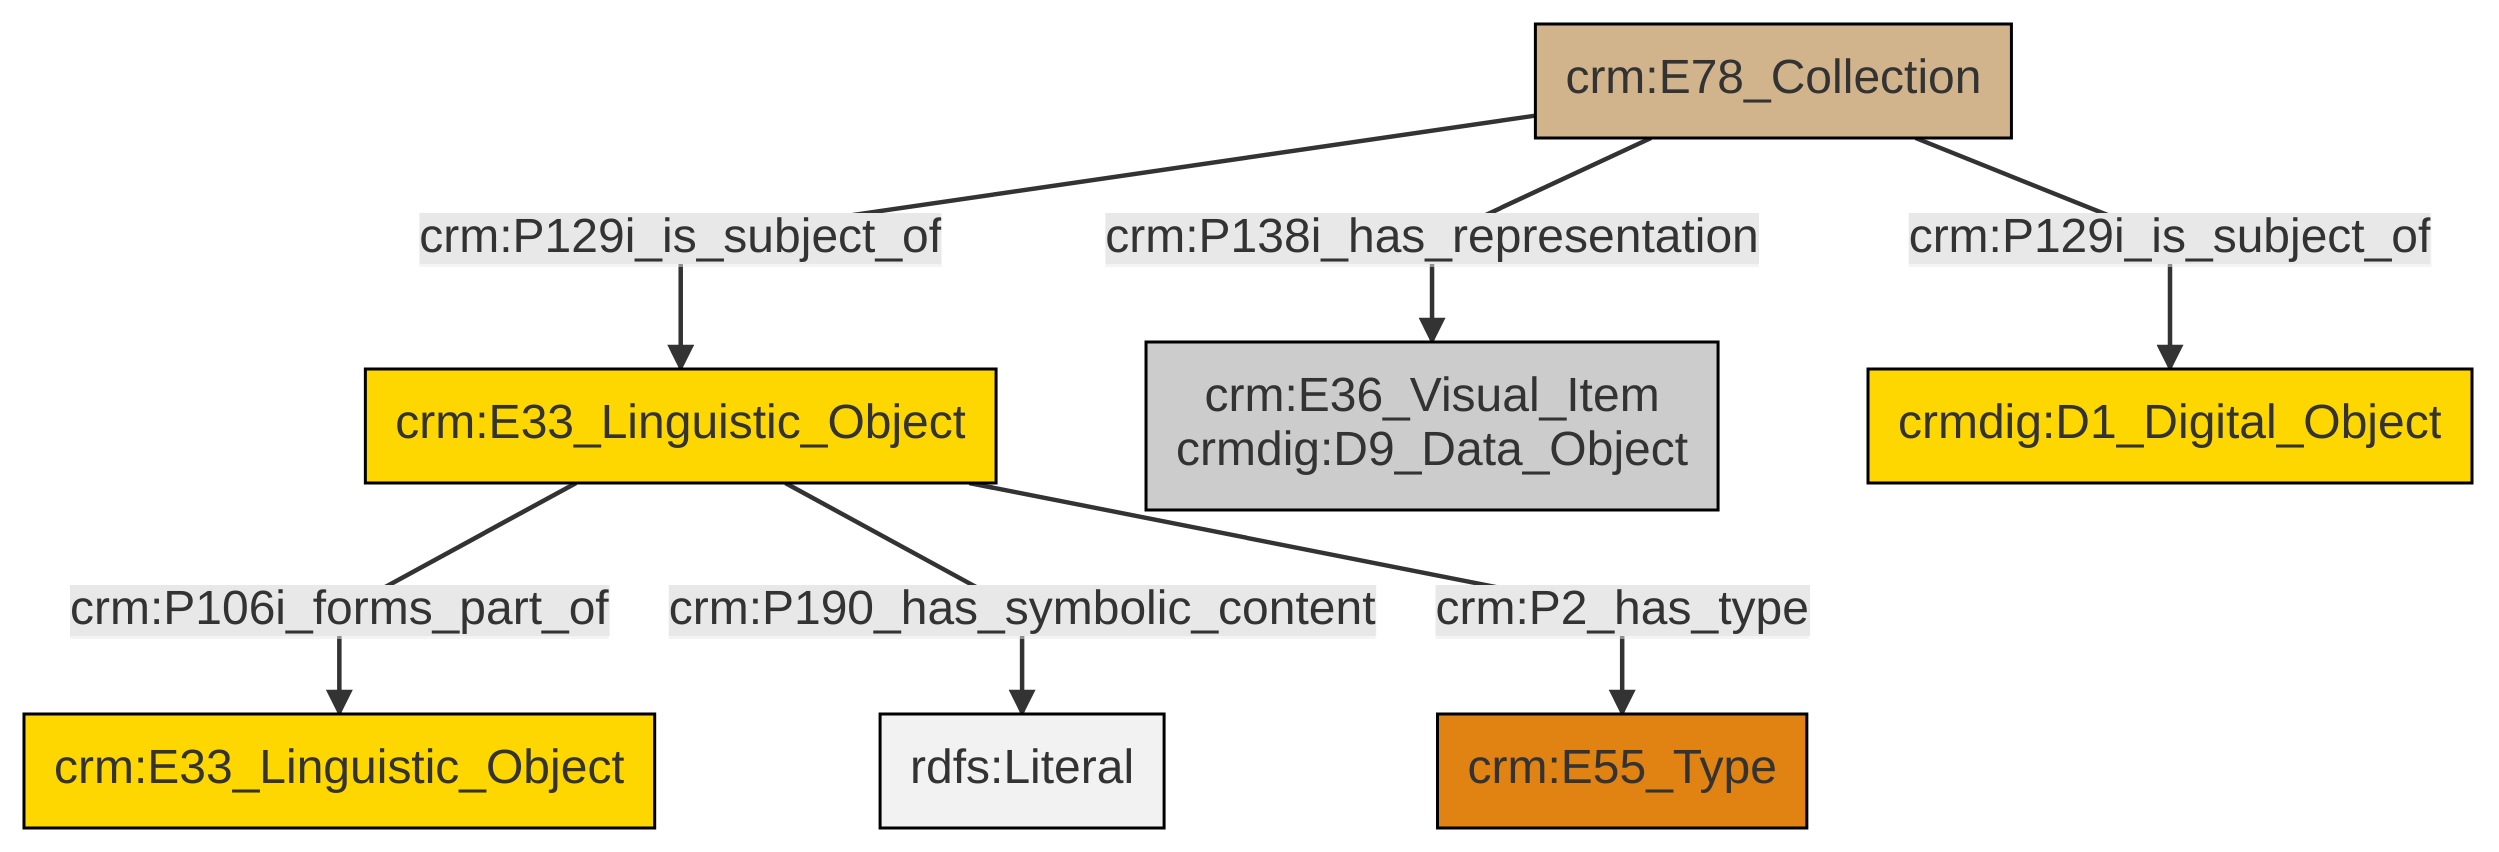 crm:E78_Collection
crm:P129i_is_subject_of
crm:P138i_has_representation
crm:P129i_is_subject_of
crm:E33_Linguistic_Object
crm:E36_Visual_Item
crmdig:D9_Data_Object
crmdig:D1_Digital_Object
crm:P106i_forms_part_of
crm:P190_has_symbolic_content
crm:P2_has_type
crm:E33_Linguistic_Object
rdfs:Literal
crm:E55_Type